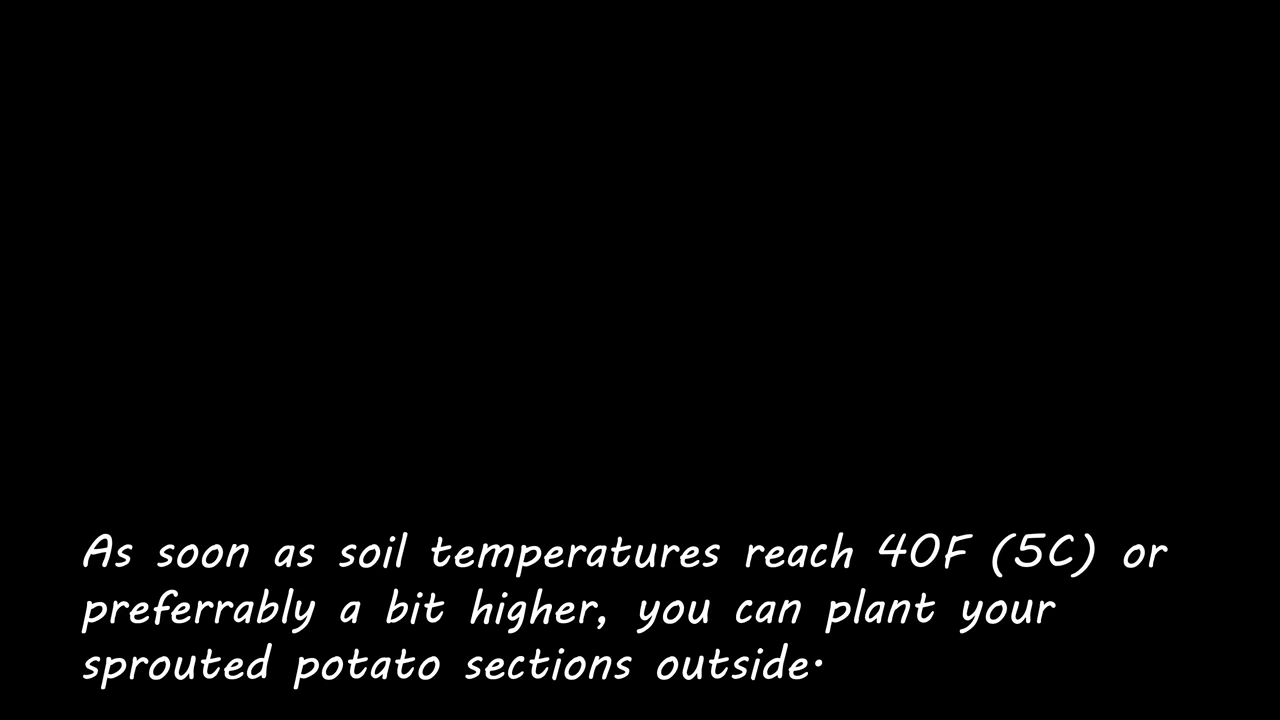 As soon as soil temperatures reach 40F (5C) or
preferrably a bit higher, you can plant your
sprouted potato sections outside.